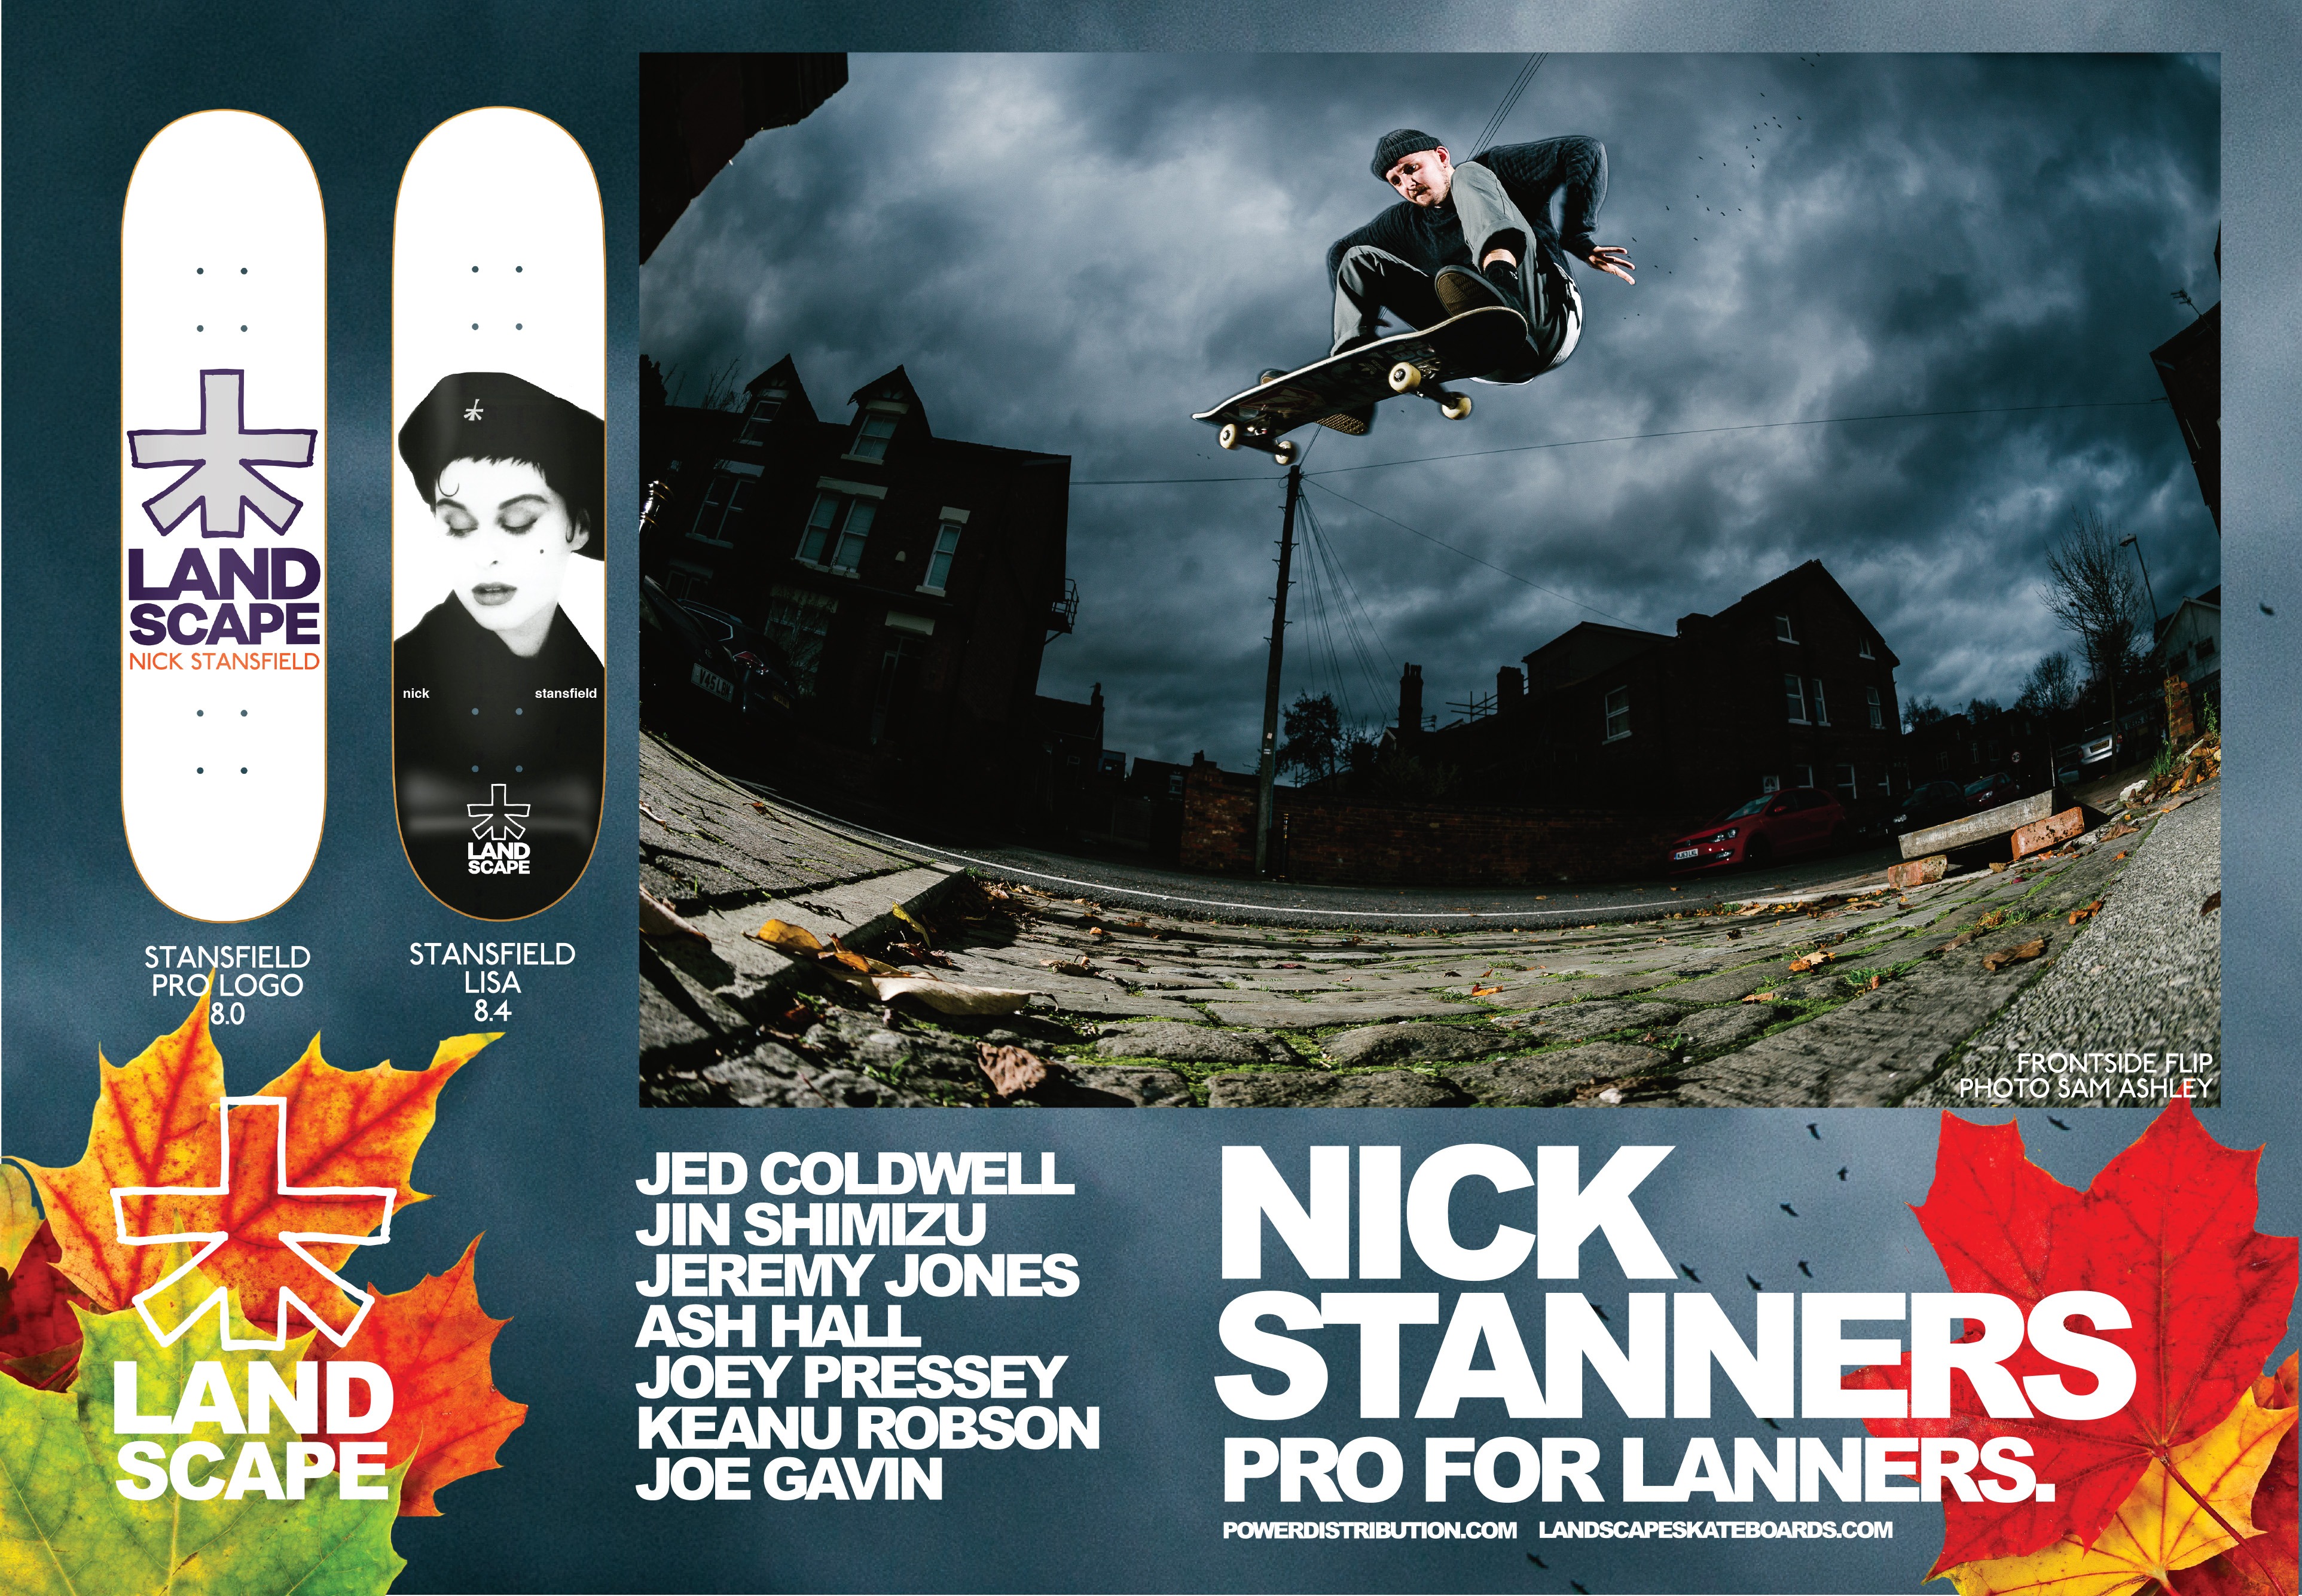 LAND
SCAPE
NICK STANSFIELD
nick stansfield
LAND
SCAPE
STANSFIELD
PRO LOGO
8.0
STANSFIELD
LISA
8.4
FRONTSIDE FLIP
PHOTO SAM ASHLEY
LAND
SCAPE
JED COLDWELL
JIN SHIMIZU
JEREMY JONES
ASH HALL
JOEY PRESSEY
KEANU ROBSON
JOE GAVIN
NICK
STANNERS
PRO FOR LANNERS.
POWERDISTRIBUTION.COM LANDSCAPESKATEBOARDS.COM